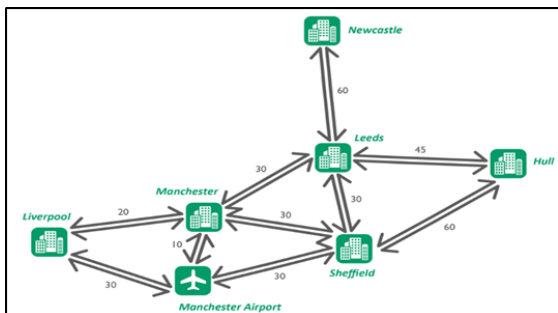 Newcastle
60
Leeds
45
Hull
30
Manchester
30
Liverpool
20
30
10
60
30
30
Sheffield
Manchester Airport